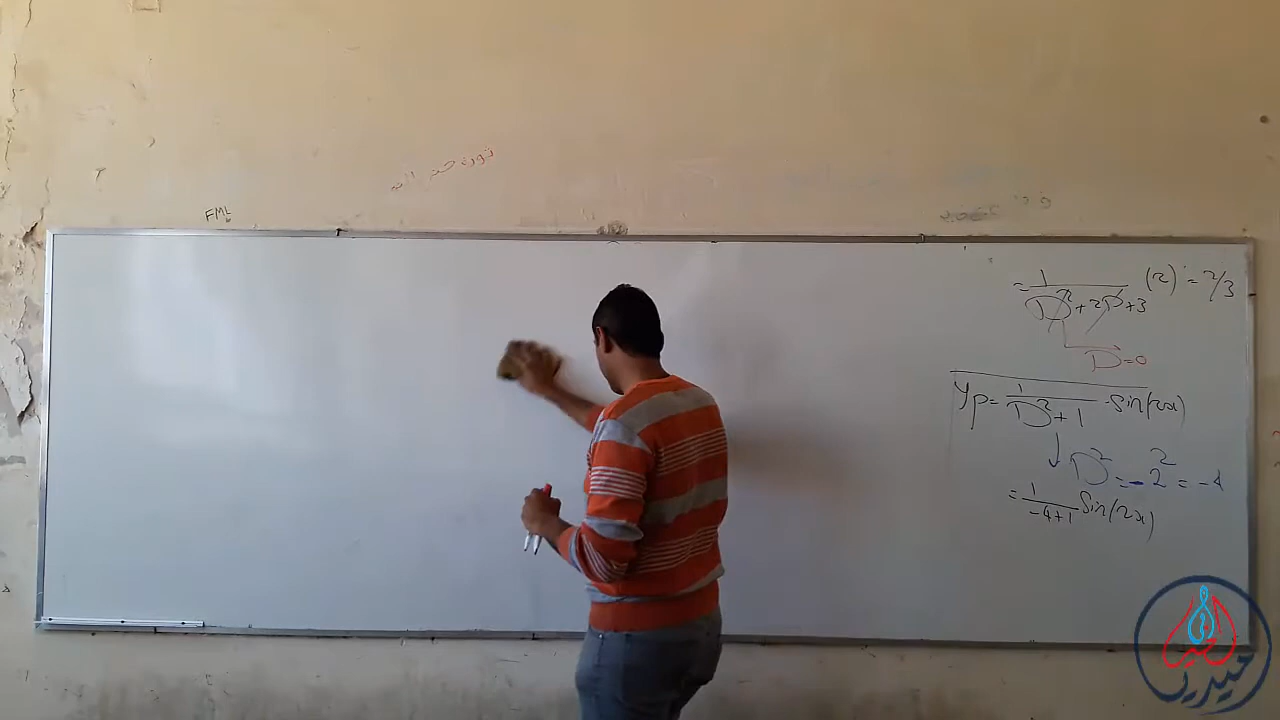 FML
= 1/(D²+2D+3) (2) = 2/3
D=0
yp = 1/(D²+1) sin(2x)
D² = -2² = -4
= 1/(-4+1) Sin(2x)